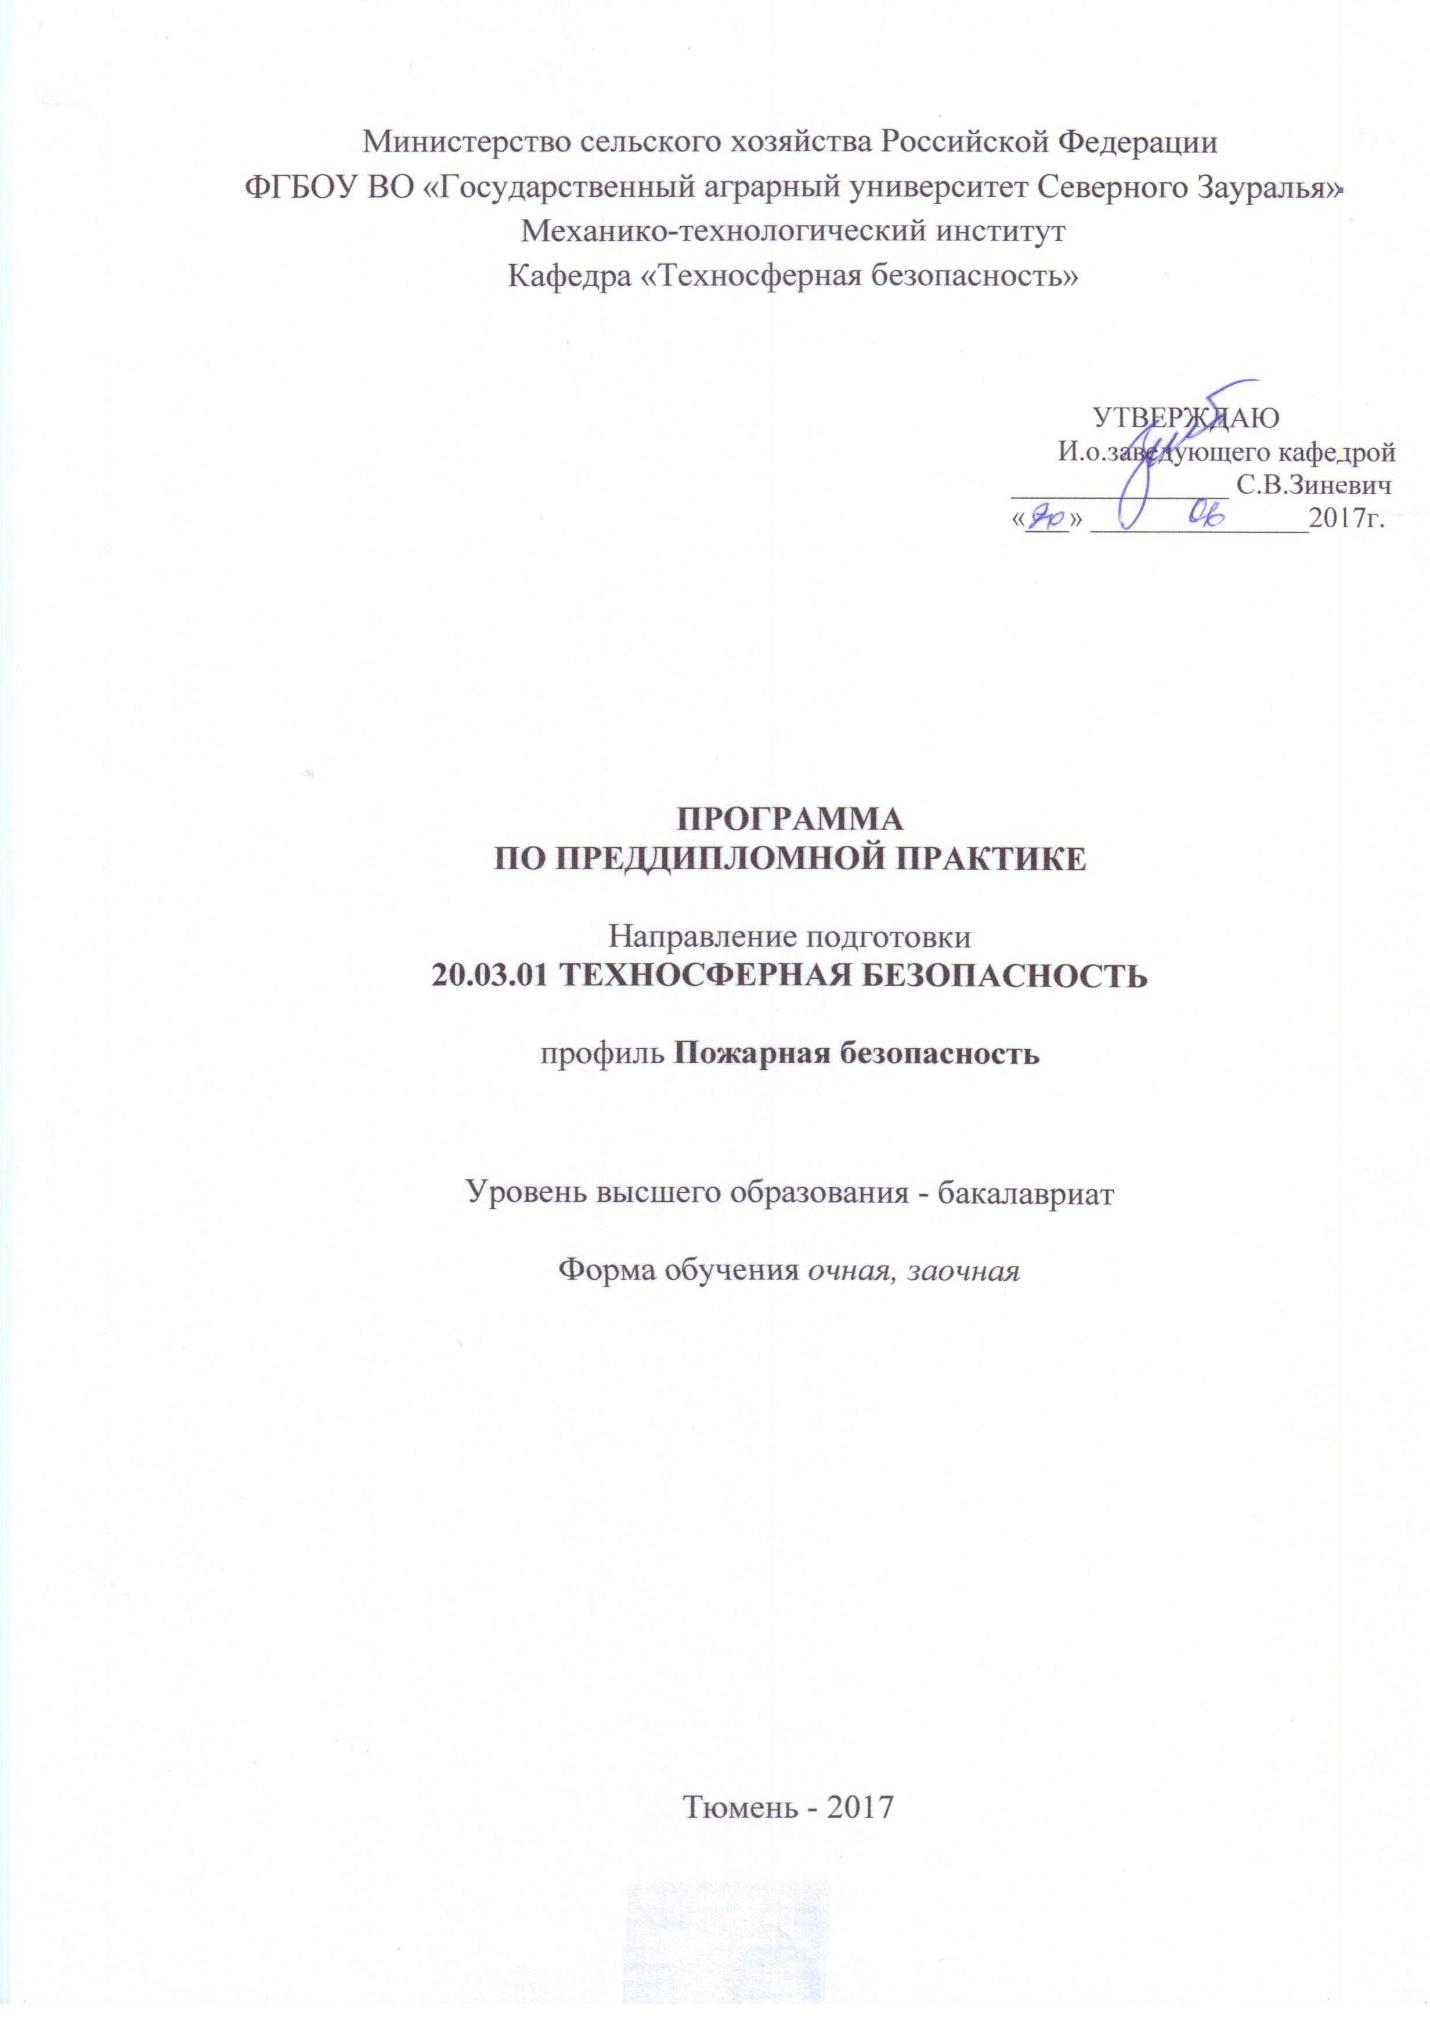 Министерство сельского хозяйства Российской Федерации
ФГБОУ ВО «Государственный аграрный университет Северного Зауралья»
Механико-технологический институт
Кафедра «Техносферная безопасность»
УТВЕРЖДАЮ
И.о.заведующего кафедрой
_______________ С.В.Зиневич
«___» 06 2017г.
ПРОГРАММА
ПО ПРЕДДИПЛОМНОЙ ПРАКТИКЕ
Направление подготовки
20.03.01 ТЕХНОСФЕРНАЯ БЕЗОПАСНОСТЬ
профиль Пожарная безопасность
Уровень высшего образования - бакалавриат
Форма обучения очная, заочная
Тюмень - 2017